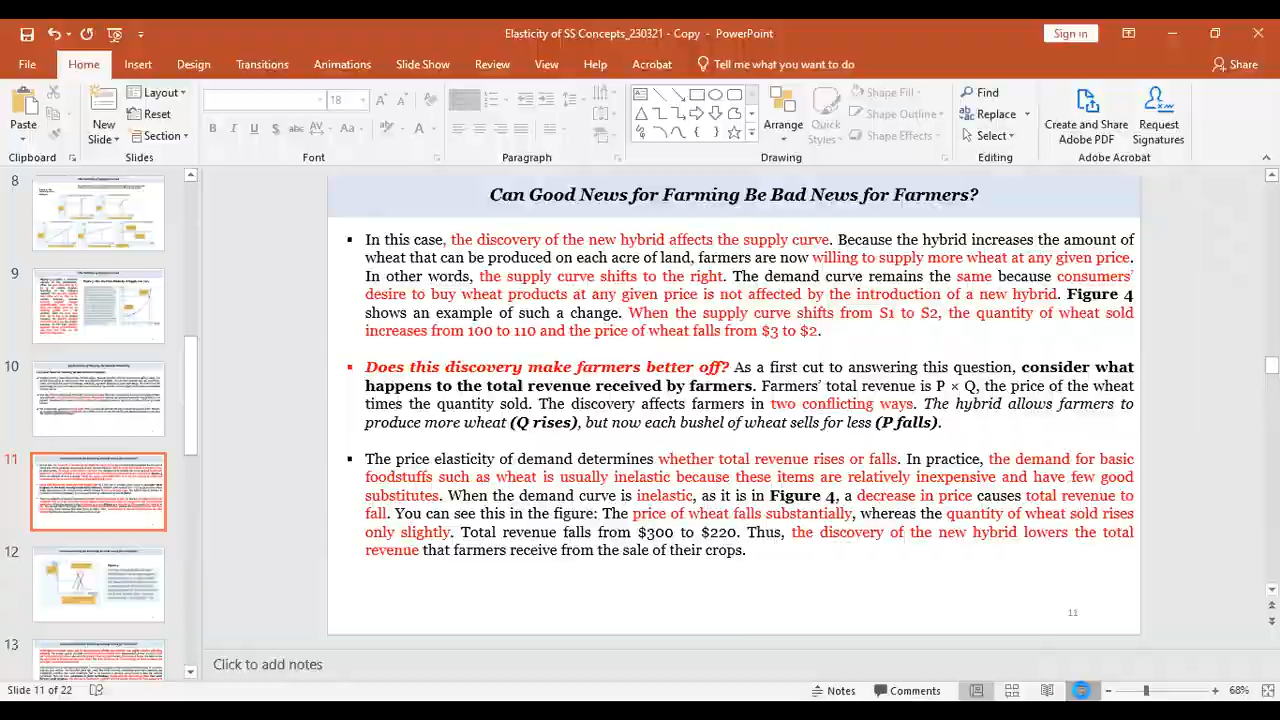 Elasticity of SS Concepts_230321 - Copy - PowerPoint
Sign in
File Home Insert Design Transitions Animations Slide Show Review View Help Acrobat Tell me what you want to do Share
Paste
New Slide
Layout
Reset
Section
18
Arrange
Quick Styles
Shape Fill
Shape Outline
Shape Effects
Find
Replace
Select
Create and Share Adobe PDF
Request Signatures
Clipboard Slides Font Paragraph Drawing Editing Adobe Acrobat
8
9
10
11
12
13
Can Good News for Farming Be Bad News for Farmers?
▪ In this case, the discovery of the new hybrid affects the supply curve. Because the hybrid increases the amount of
wheat that can be produced on each acre of land, farmers are now willing to supply more wheat at any given price.
In other words, the supply curve shifts to the right. The demand curve remains the same because consumers'
desire to buy wheat products at any given price is not affected by the introduction of a new hybrid. Figure 4
shows an example of such a change. When the supply curve shifts from S1 to S2, the quantity of wheat sold
increases from 100 to 110 and the price of wheat falls from $3 to $2.
▪ Does this discovery make farmers better off? As a first cut to answering this question, consider what
happens to the total revenue received by farmers. Farmers' total revenue is P × Q, the price of the wheat
times the quantity sold. The discovery affects farmers in two conflicting ways. The hybrid allows farmers to
produce more wheat (Q rises), but now each bushel of wheat sells for less (P falls).
▪ The price elasticity of demand determines whether total revenue rises or falls. In practice, the demand for basic
is inelastic because and have few good
When the demand curve is inelastic, as it is in figure decrease in price causes total revenue to
fall. You can see this in the figure: The price of wheat falls substantially, whereas the quantity of wheat sold rises
only slightly. Total revenue falls from $300 to $220. Thus, the discovery of the new hybrid lowers the total
revenue that farmers receive from the sale of their crops.
11
add notes
Slide 11 of 22
Notes
Comments
68%